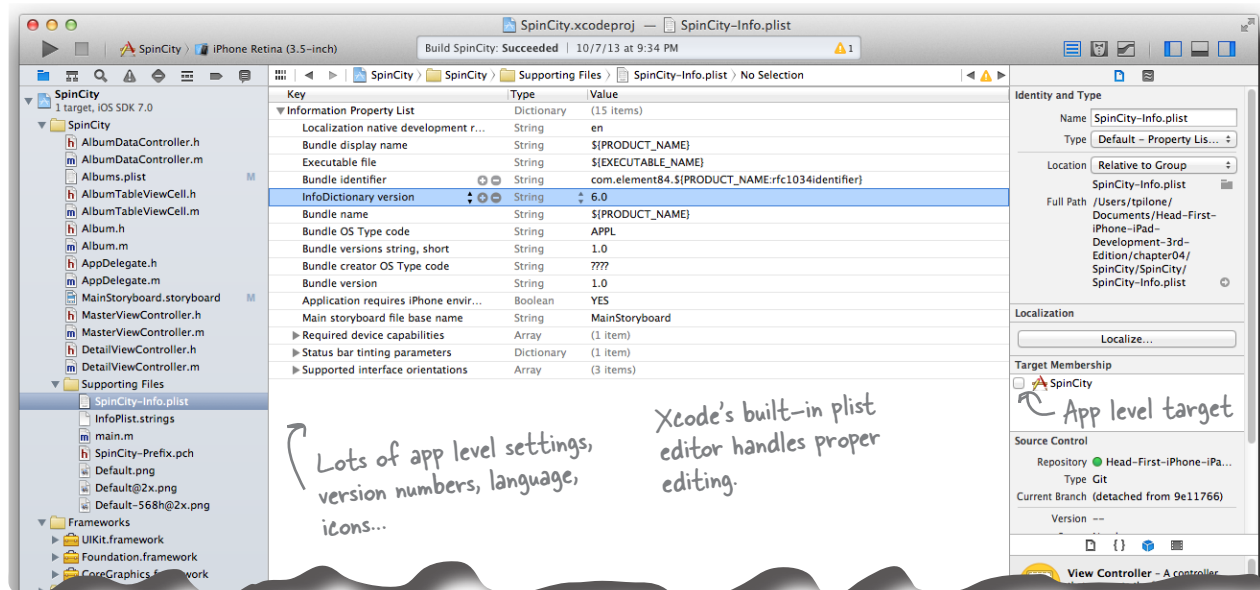 SpinCity.xcodeproj — SpinCity-Info.plist
SpinCity 〉 iPhone Retina (3.5-inch)
Build SpinCity: Succeeded | 10/7/13 at 9:34 PM
1
SpinCity 〉 SpinCity 〉 Supporting Files 〉 SpinCity-Info.plist 〉 No Selection
SpinCity
1 target, iOS SDK 7.0
SpinCity
h AlbumDataController.h
m AlbumDataController.m
Albums.plist M
h AlbumTableViewCell.h
m AlbumTableViewCell.m
h Album.h
m Album.m
h AppDelegate.h
m AppDelegate.m
MainStoryboard.storyboard M
h MasterViewController.h
m MasterViewController.m
h DetailViewController.h
m DetailViewController.m
Supporting Files
SpinCity-Info.plist
InfoPlist.strings
m main.m
h SpinCity-Prefix.pch
Default.png
Default@2x.png
Default-568h@2x.png
Frameworks
UIKit.framework
Foundation.framework
Key Type Value
Information Property List Dictionary (15 items)
Localization native development r... String en
Bundle display name String ${PRODUCT_NAME}
Executable file String ${EXECUTABLE_NAME}
Bundle identifier String com.element84.${PRODUCT_NAME:rfc1034identifier}
InfoDictionary version String 6.0
Bundle name String ${PRODUCT_NAME}
Bundle OS Type code String APPL
Bundle versions string, short String 1.0
Bundle creator OS Type code String ????
Bundle version String 1.0
Application requires iPhone envir... Boolean YES
Main storyboard file base name String MainStoryboard
Required device capabilities Array (1 item)
Status bar tinting parameters Dictionary (1 item)
Supported interface orientations Array (3 items)
Lots of app level settings,
version numbers, language,
icons...
Xcode's built-in plist
editor handles proper
editing.
Identity and Type
Name SpinCity-Info.plist
Type Default - Property Lis...
Location Relative to Group
SpinCity-Info.plist
Full Path /Users/tpilone/
Documents/Head-First-
iPhone-iPad-
Development-3rd-
Edition/chapter04/
SpinCity/SpinCity/
SpinCity-Info.plist
Localization
Localize...
Target Membership
SpinCity
App level target
Source Control
Repository Head-First-iPhone-iPa...
Type Git
Current Branch (detached from 9e11766)
Version --
{}
View Controller - A controller